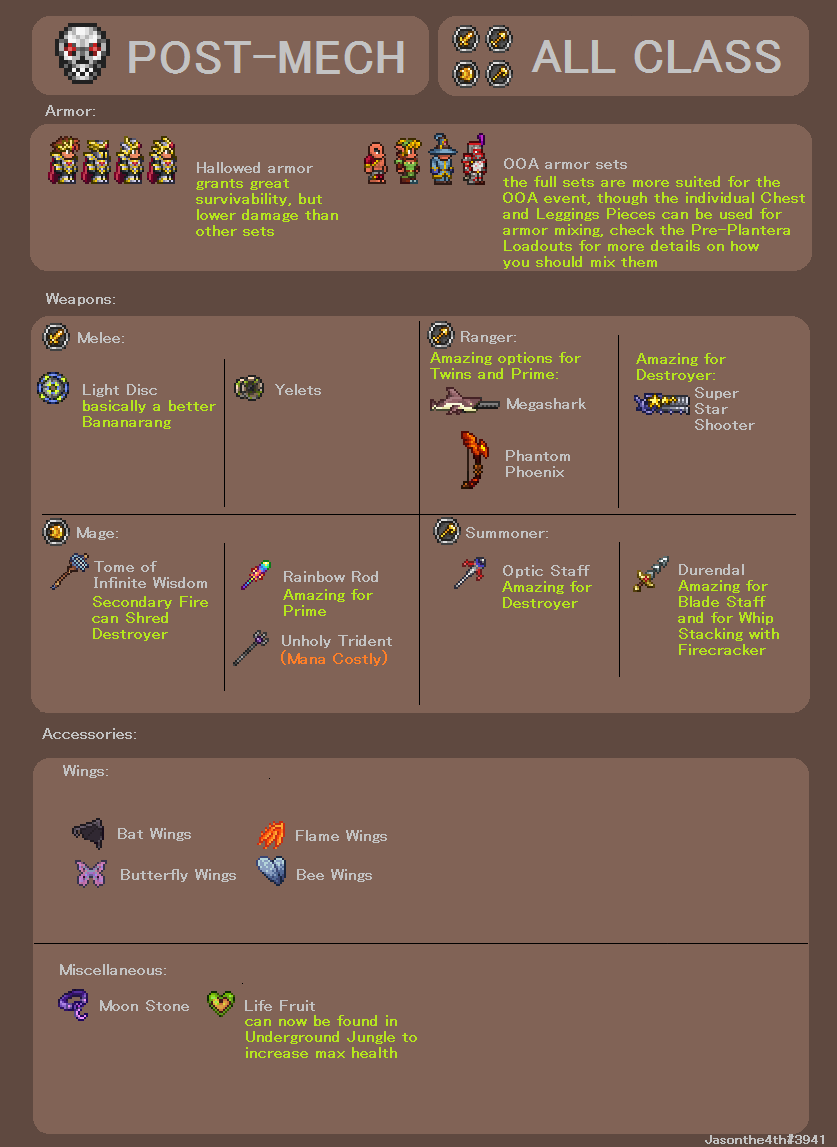 POST-MECH
ALL CLASS
Armor:
Hallowed armor
grants great
survivability, but
lower damage than
other sets
OOA armor sets
the full sets are more suited for the
OOA event, though the individual Chest
and Leggings Pieces can be used for
armor mixing, check the Pre-Plantera
Loadouts for more details on how
you should mix them
Weapons:
Melee:
Light Disc
basically a better
Bananarang
Yelets
Ranger:
Amazing options for
Twins and Prime:
Megashark
Phantom
Phoenix
Amazing for
Destroyer:
Super
Star
Shooter
Mage:
Tome of
Infinite Wisdom
Secondary Fire
can Shred
Destroyer
Rainbow Rod
Amazing for
Prime
Unholy Trident
(Mana Costly)
Summoner:
Optic Staff
Amazing for
Destroyer
Durendal
Amazing for
Blade Staff
and for Whip
Stacking with
Firecracker
Accessories:
Wings:
Bat Wings
Flame Wings
Butterfly Wings
Bee Wings
Miscellaneous:
Moon Stone
Life Fruit
can now be found in
Underground Jungle to
increase max health
Jasonthe4th#3941